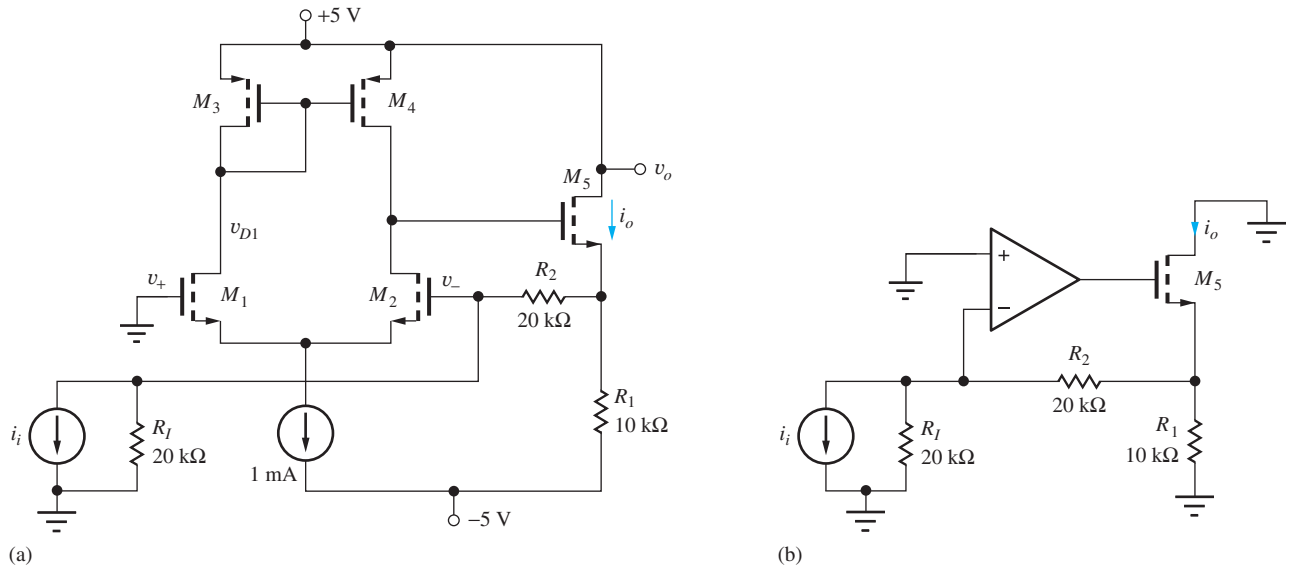 +5 V
M3
M4
M5
vo
io
vD1
v+
M1
M2
v−
R2
20 kΩ
R1
10 kΩ
ii
RI
20 kΩ
1 mA
−5 V
(a)
io
+
−
M5
R2
20 kΩ
ii
RI
20 kΩ
R1
10 kΩ
(b)